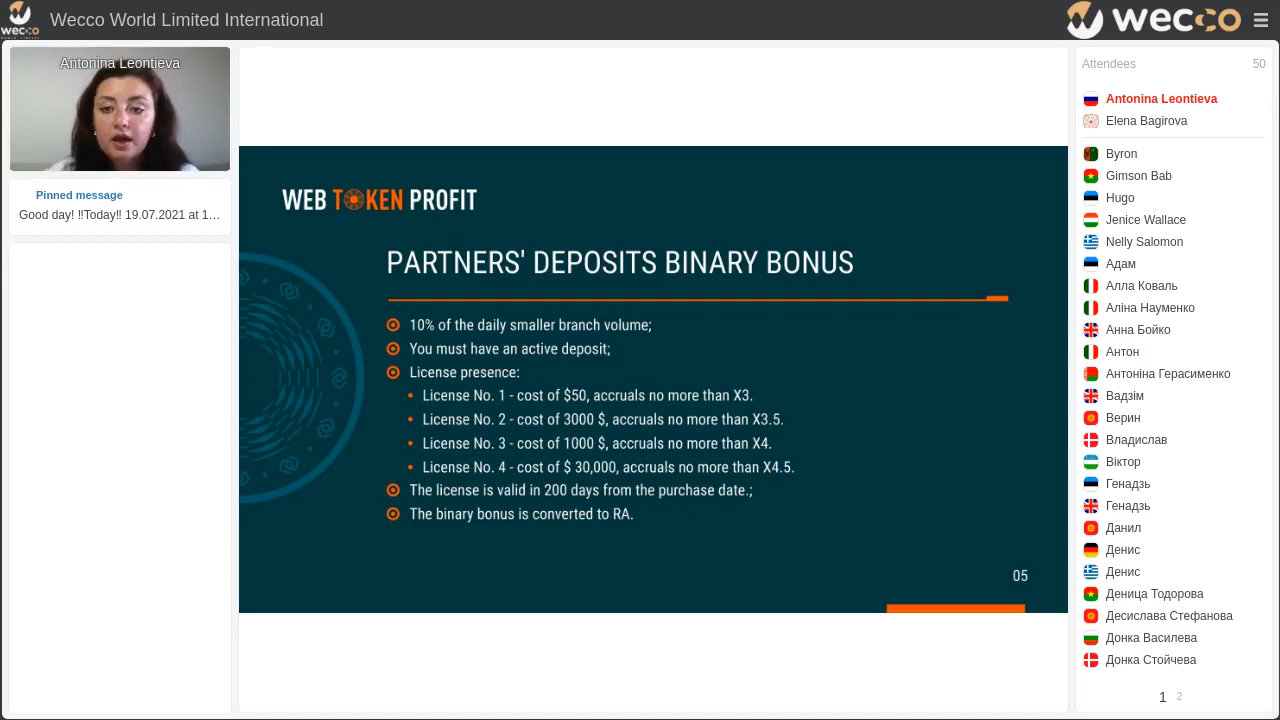 wecco
Wecco World Limited International
wecco
Antonina Leontieva
Pinned message
Good day! ‼Today‼ 19.07.2021 at 1…
WEB TOKEN PROFIT
PARTNERS' DEPOSITS BINARY BONUS
10% of the daily smaller branch volume;
You must have an active deposit;
License presence:
License No. 1 - cost of $50, accruals no more than X3.
License No. 2 - cost of 3000 $, accruals no more than X3.5.
License No. 3 - cost of 1000 $, accruals no more than X4.
License No. 4 - cost of $ 30,000, accruals no more than X4.5.
The license is valid in 200 days from the purchase date.;
The binary bonus is converted to RA.
05
Attendees 50
Antonina Leontieva
Elena Bagirova
Byron
Gimson Bab
Hugo
Jenice Wallace
Nelly Salomon
Адам
Алла Коваль
Аліна Науменко
Анна Бойко
Антон
Антоніна Герасименко
Вадзім
Верин
Владислав
Віктор
Генадзь
Генадзь
Данил
Денис
Денис
Деница Тодорова
Десислава Стефанова
Донка Василева
Донка Стойчева
1 2